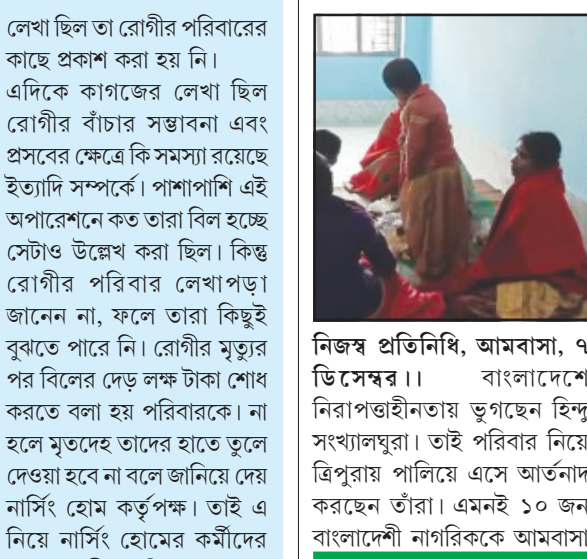 লেখা ছিল তা রোগীর পরিবারের
কাছে প্রকাশ করা হয় নি।
এদিকে কাগজের লেখা ছিল
রোগীর বাঁচার সম্ভাবনা এবং
প্রসবের ক্ষেত্রে কি সমস্যা রয়েছে
ইত্যাদি সম্পর্কে। পাশাপাশি এই
অপারেশনে কত তারা বিল হচ্ছে
সেটাও উল্লেখ করা ছিল। কিন্তু
রোগীর পরিবার লেখাপড়া
জানেন না, ফলে তারা কিছুই
বুঝতে পারে নি। রোগীর মৃত্যুর
পর বিলের দেড় লক্ষ টাকা শোধ
করতে বলা হয় পরিবারকে। না
হলে মৃতদেহ তাদের হাতে তুলে
দেওয়া হবে না বলে জানিয়ে দেয়
নার্সিং হোম কর্তৃপক্ষ। তাই এ
নিয়ে নার্সিং হোমের কর্মীদের
নিজস্ব প্রতিনিধি, আমবাসা, ৭
ডিসেম্বর।। বাংলাদেশে
নিরাপত্তাহীনতায় ভুগছেন হিন্দু
সংখ্যালঘুরা। তাই পরিবার নিয়ে
ত্রিপুরায় পালিয়ে এসে আর্তনাদ
করছেন তাঁরা। এমনই ১০ জন
বাংলাদেশী নাগরিককে আমবাসা